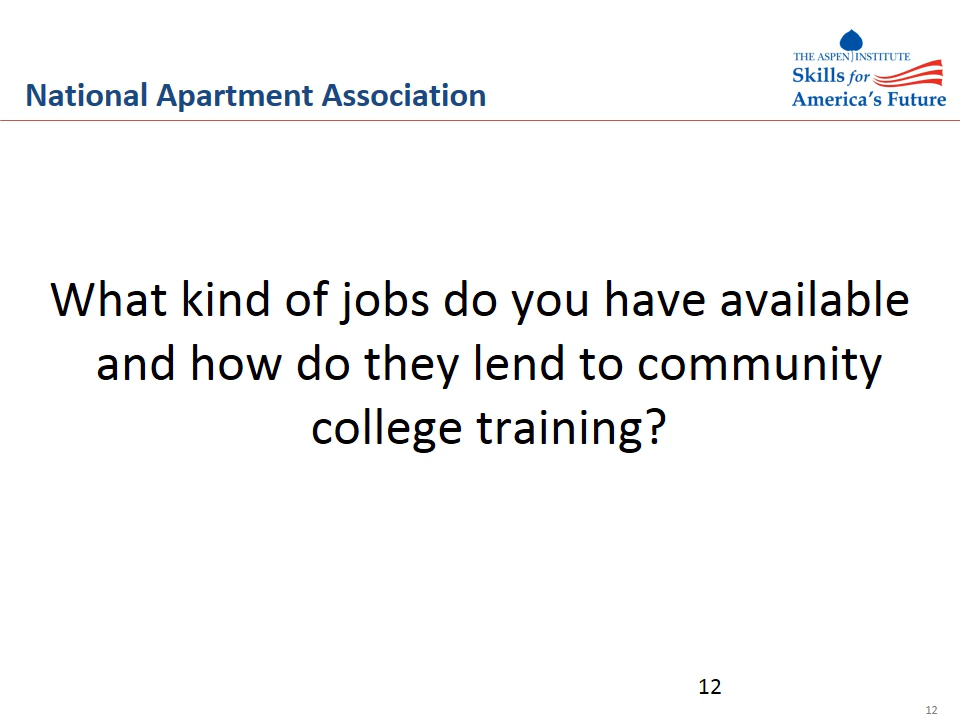 THE ASPEN INSTITUTE
Skills for
America's Future
National Apartment Association
What kind of jobs do you have available
and how do they lend to community
college training?
12
12